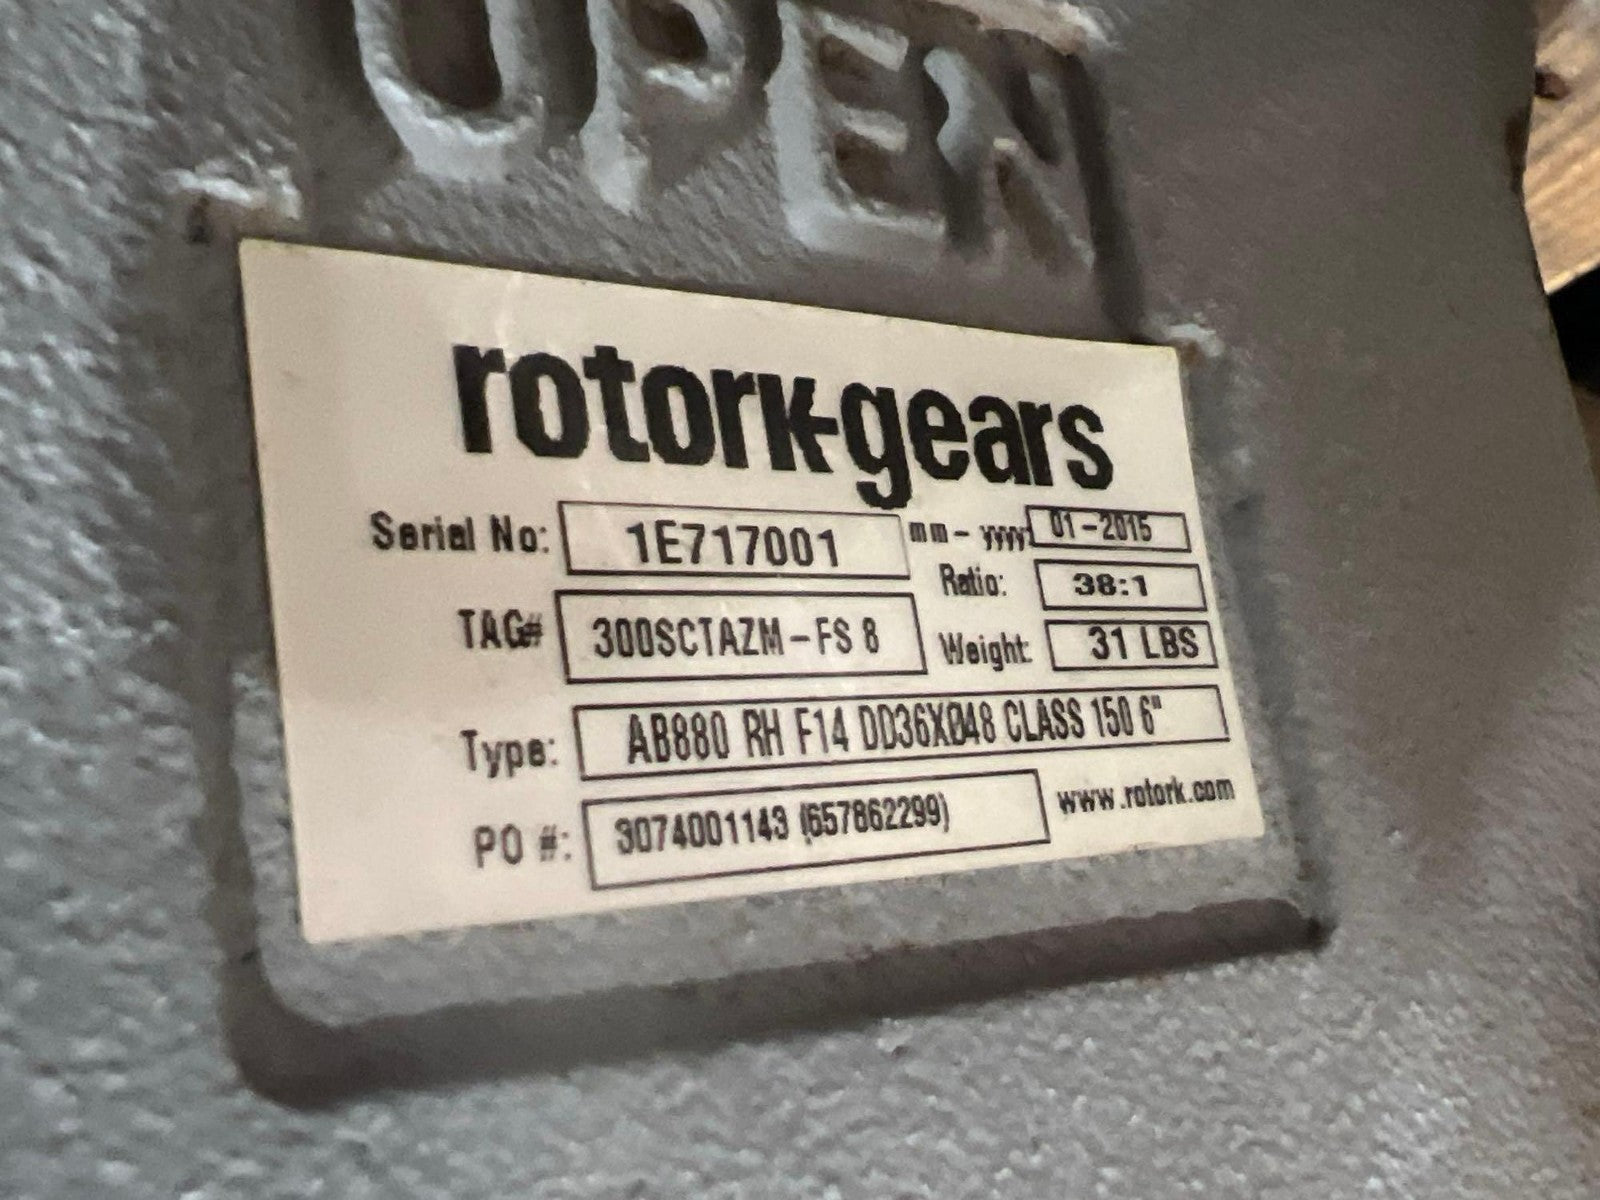 OPEN
rotork-gears
Serial No: 1E717001 mm - yyyy: 01-2015
Ratio: 38:1
TAG# 300SCTAZM-FS 8
Weight: 31 LBS
Type: AB880 RH F14 DD36XØ48 CLASS 150 6"
PO #: 3074001143 (657862299) www.rotork.com